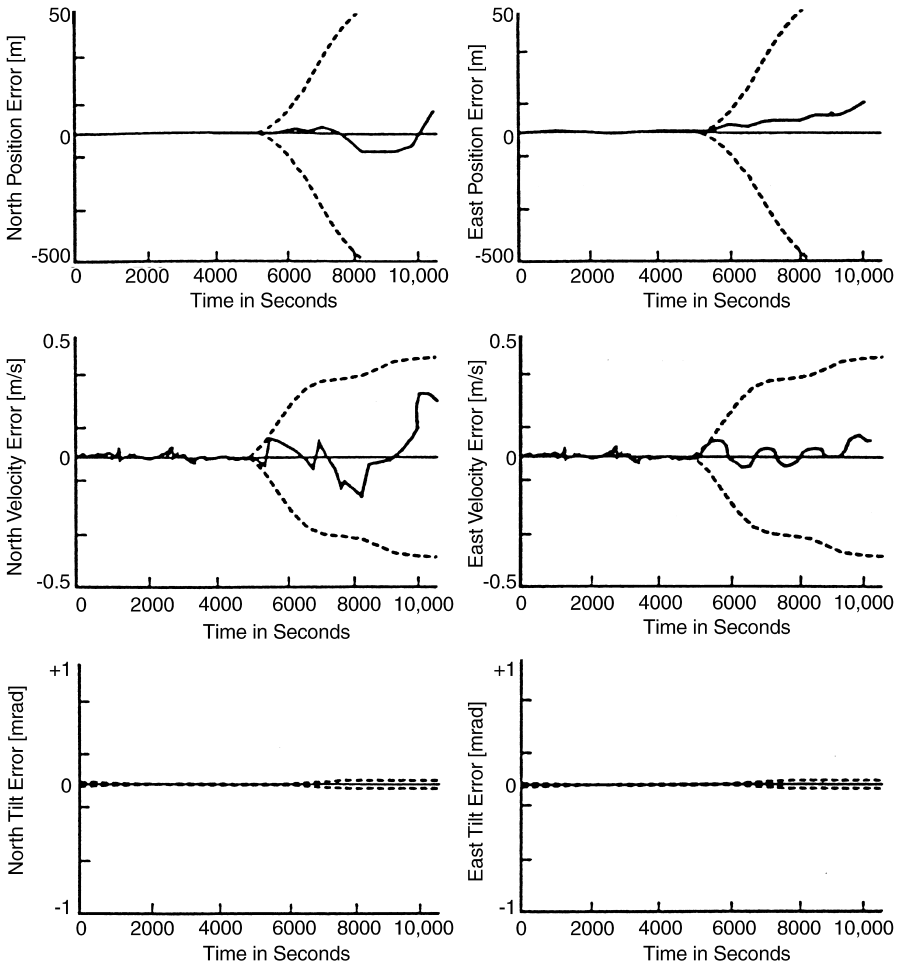 North Position Error [m]
50
0
-500
0 2000 4000 6000 8000 10,000
Time in Seconds
East Position Error [m]
50
0
-500
0 2000 4000 6000 8000 10,000
Time in Seconds
North Velocity Error [m/s]
0.5
0
-0.5
0 2000 4000 6000 8000 10,000
Time in Seconds
East Velocity Error [m/s]
0.5
0
-0.5
0 2000 4000 6000 8000 10,000
Time in Seconds
North Tilt Error [mrad]
+1
0
-1
0 2000 4000 6000 8000 10,000
Time in Seconds
East Tilt Error [mrad]
+1
0
-1
0 2000 4000 6000 8000 10,000
Time in Seconds